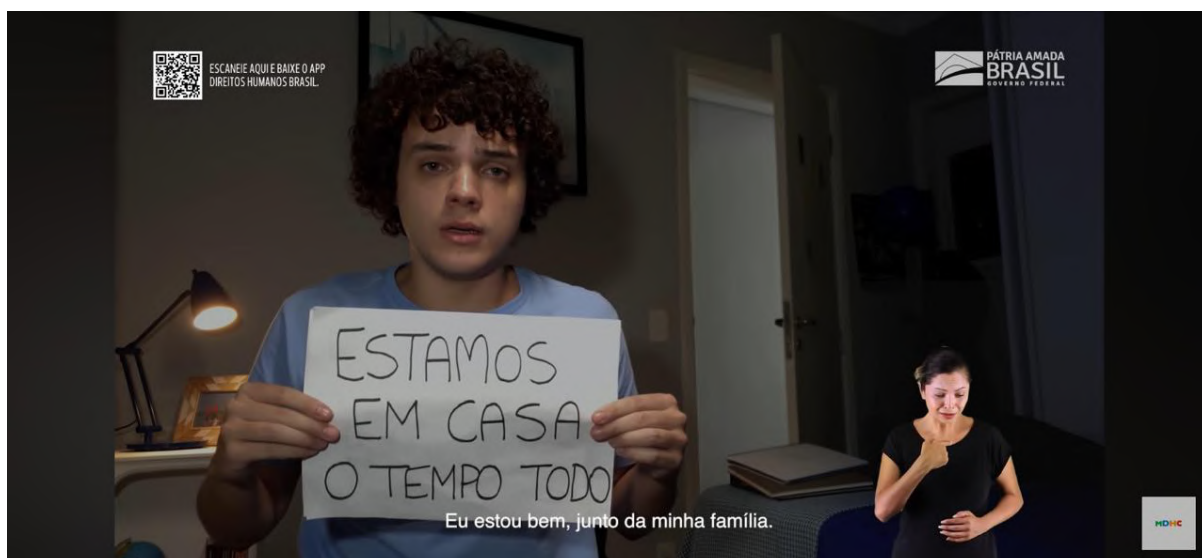 ESCANEIE AQUI E BAIXE O APP
DIREITOS HUMANOS BRASIL.
PÁTRIA AMADA
BRASIL
GOVERNO FEDERAL
ESTAMOS
EM CASA
O TEMPO TODO
Eu estou bem, junto da minha família.
MDHC